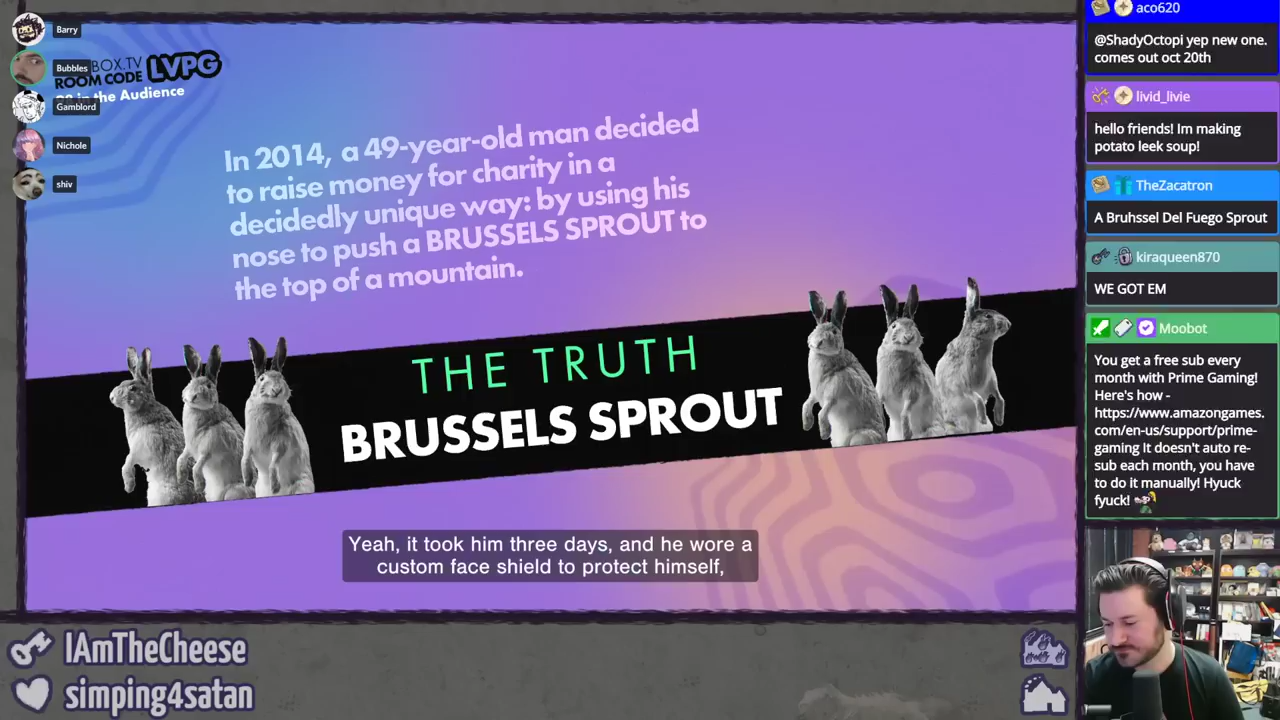 Barry
Bubbles
BOX.TV
ROOM CODE LVPG
in the Audience
Gamblord
Nichole
shiv
In 2014, a 49-year-old man decided
to raise money for charity in a
decidedly unique way: by using his
nose to push a BRUSSELS SPROUT to
the top of a mountain.
THE TRUTH
BRUSSELS SPROUT
Yeah, it took him three days, and he wore a
custom face shield to protect himself,
IAmTheCheese
simping4satan
aco620
@ShadyOctopi yep new one.
comes out oct 20th
livid_livie
hello friends! Im making
potato leek soup!
TheZacatron
A Bruhssel Del Fuego Sprout
kiraqueen870
WE GOT EM
Moobot
You get a free sub every
month with Prime Gaming!
Here's how -
https://www.amazongames.
com/en-us/support/prime-
gaming It doesn't auto re-
sub each month, you have
to do it manually! Hyuck
fyuck!